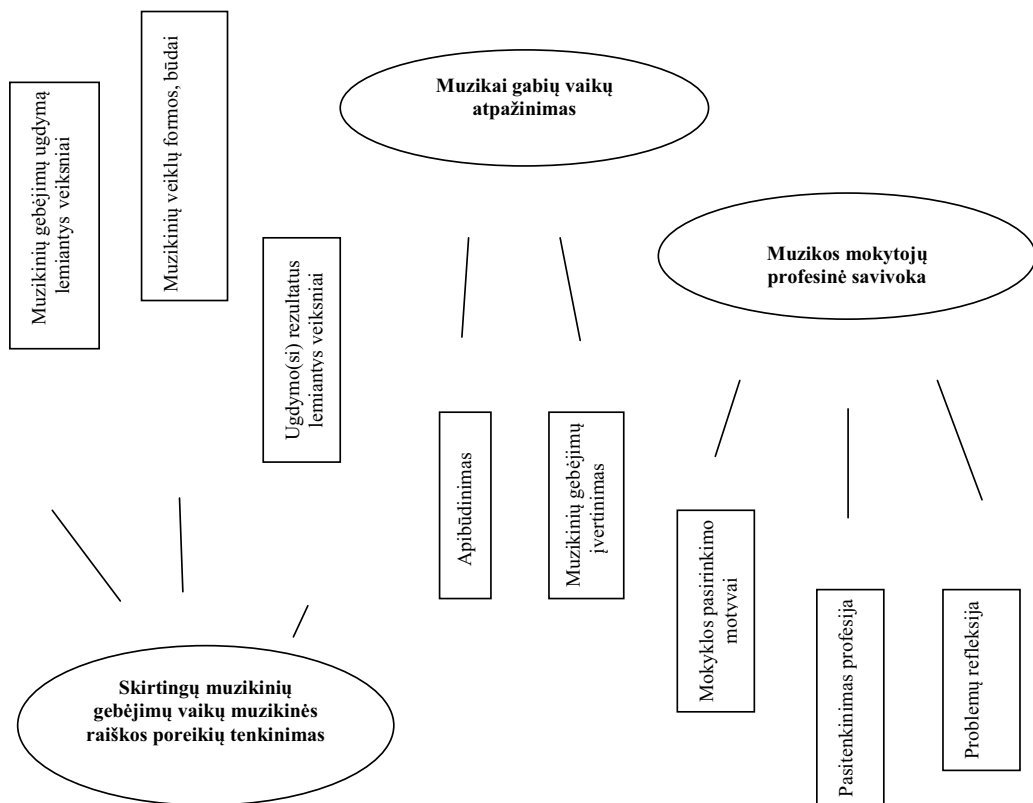 Muzikinių gebėjimų ugdymą
lemiantys veiksniai
Muzikinių veiklų formos, būdai
Ugdymo(si) rezultatus
lemiantys veiksniai
Muzikai gabių vaikų
atpažinimas
Muzikos mokytojų
profesinė savivoka
Apibūdinimas
Muzikinių gebėjimų
įvertinimas
Mokyklos pasirinkimo
motyvai
Pasitenkinimas profesija
Problemų refleksija
Skirtingų muzikinių
gebėjimų vaikų muzikinės
raiškos poreikių tenkinimas